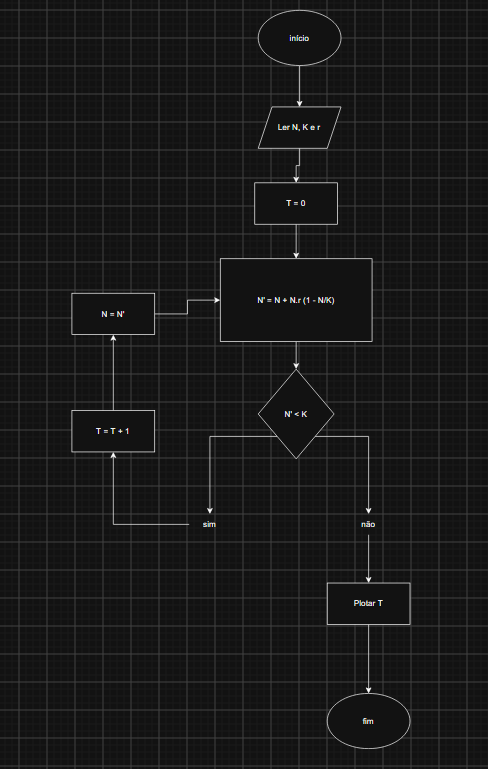 início
Ler N, K e r
T = 0
N' = N + N.r (1 - N/K)
N = N'
N' < K
T = T + 1
sim
não
Plotar T
fim